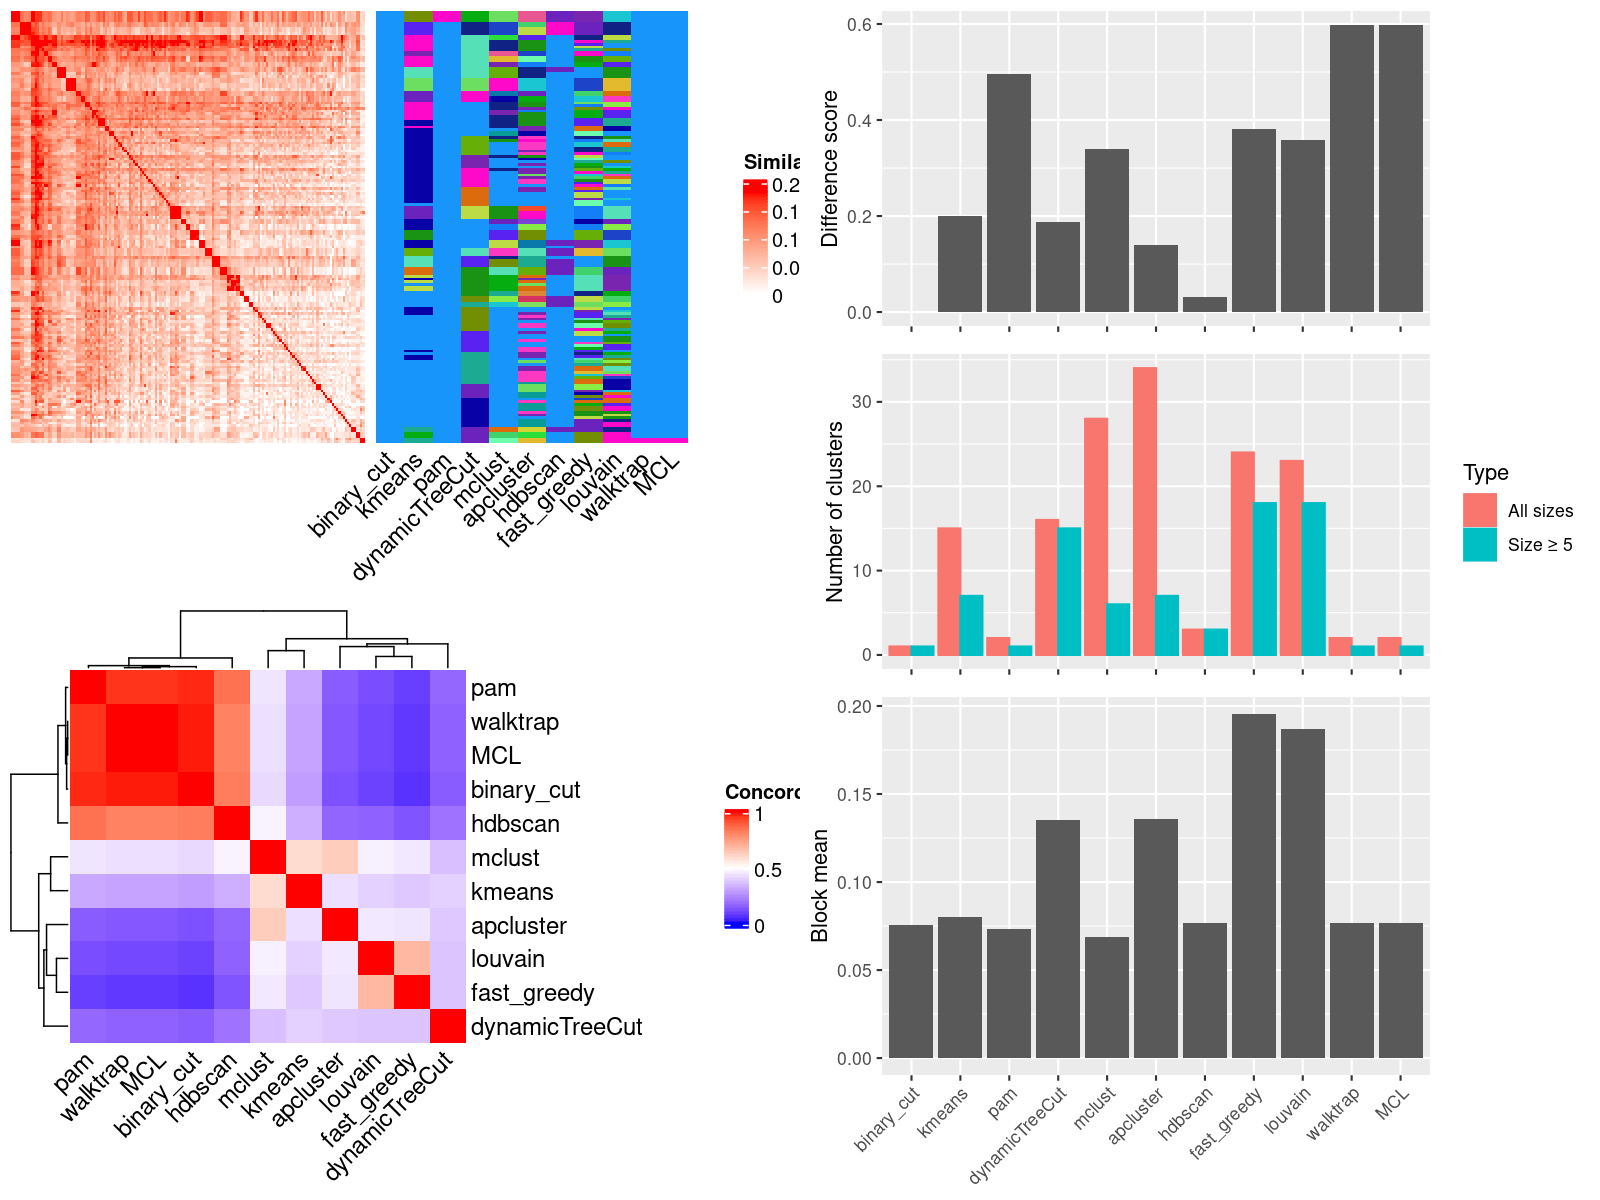 binary_cut
kmeans
pam
dynamicTreeCut
mclust
apcluster
hdbscan
fast_greedy
louvain
walktrap
MCL
Simila
0.2
0.1
0.1
0.0
0
pam
walktrap
MCL
binary_cut
hdbscan
mclust
kmeans
apcluster
louvain
fast_greedy
dynamicTreeCut
pam
walktrap
MCL
binary_cut
hdbscan
mclust
kmeans
apcluster
louvain
fast_greedy
dynamicTreeCut
Concord
1
0.5
0
Difference score
0.6
0.4
0.2
0.0
Number of clusters
30
20
10
0
Type
All sizes
Size ≥ 5
Block mean
0.20
0.15
0.10
0.05
0.00
binary_cut
kmeans
pam
dynamicTreeCut
mclust
apcluster
hdbscan
fast_greedy
louvain
walktrap
MCL